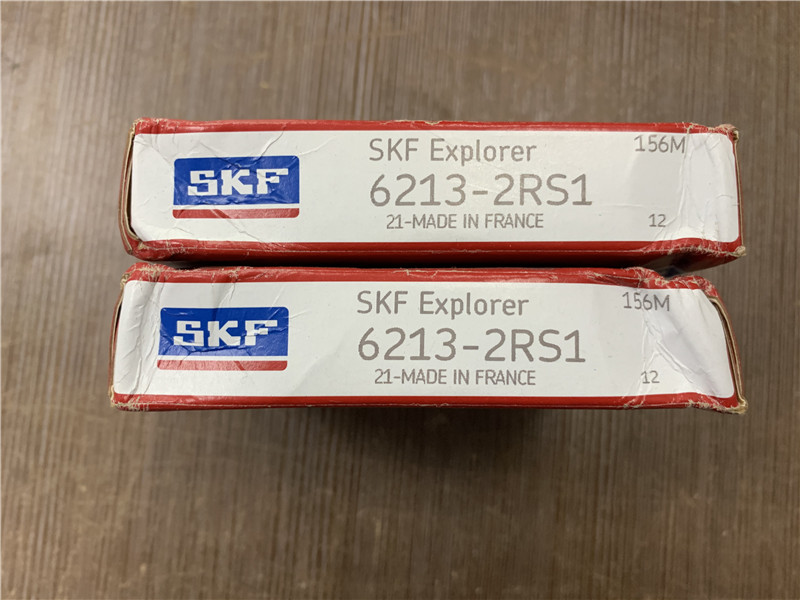 SKF
SKF Explorer
156M
6213-2RS1
21-MADE IN FRANCE
12
SKF
SKF Explorer
156M
6213-2RS1
21-MADE IN FRANCE
12